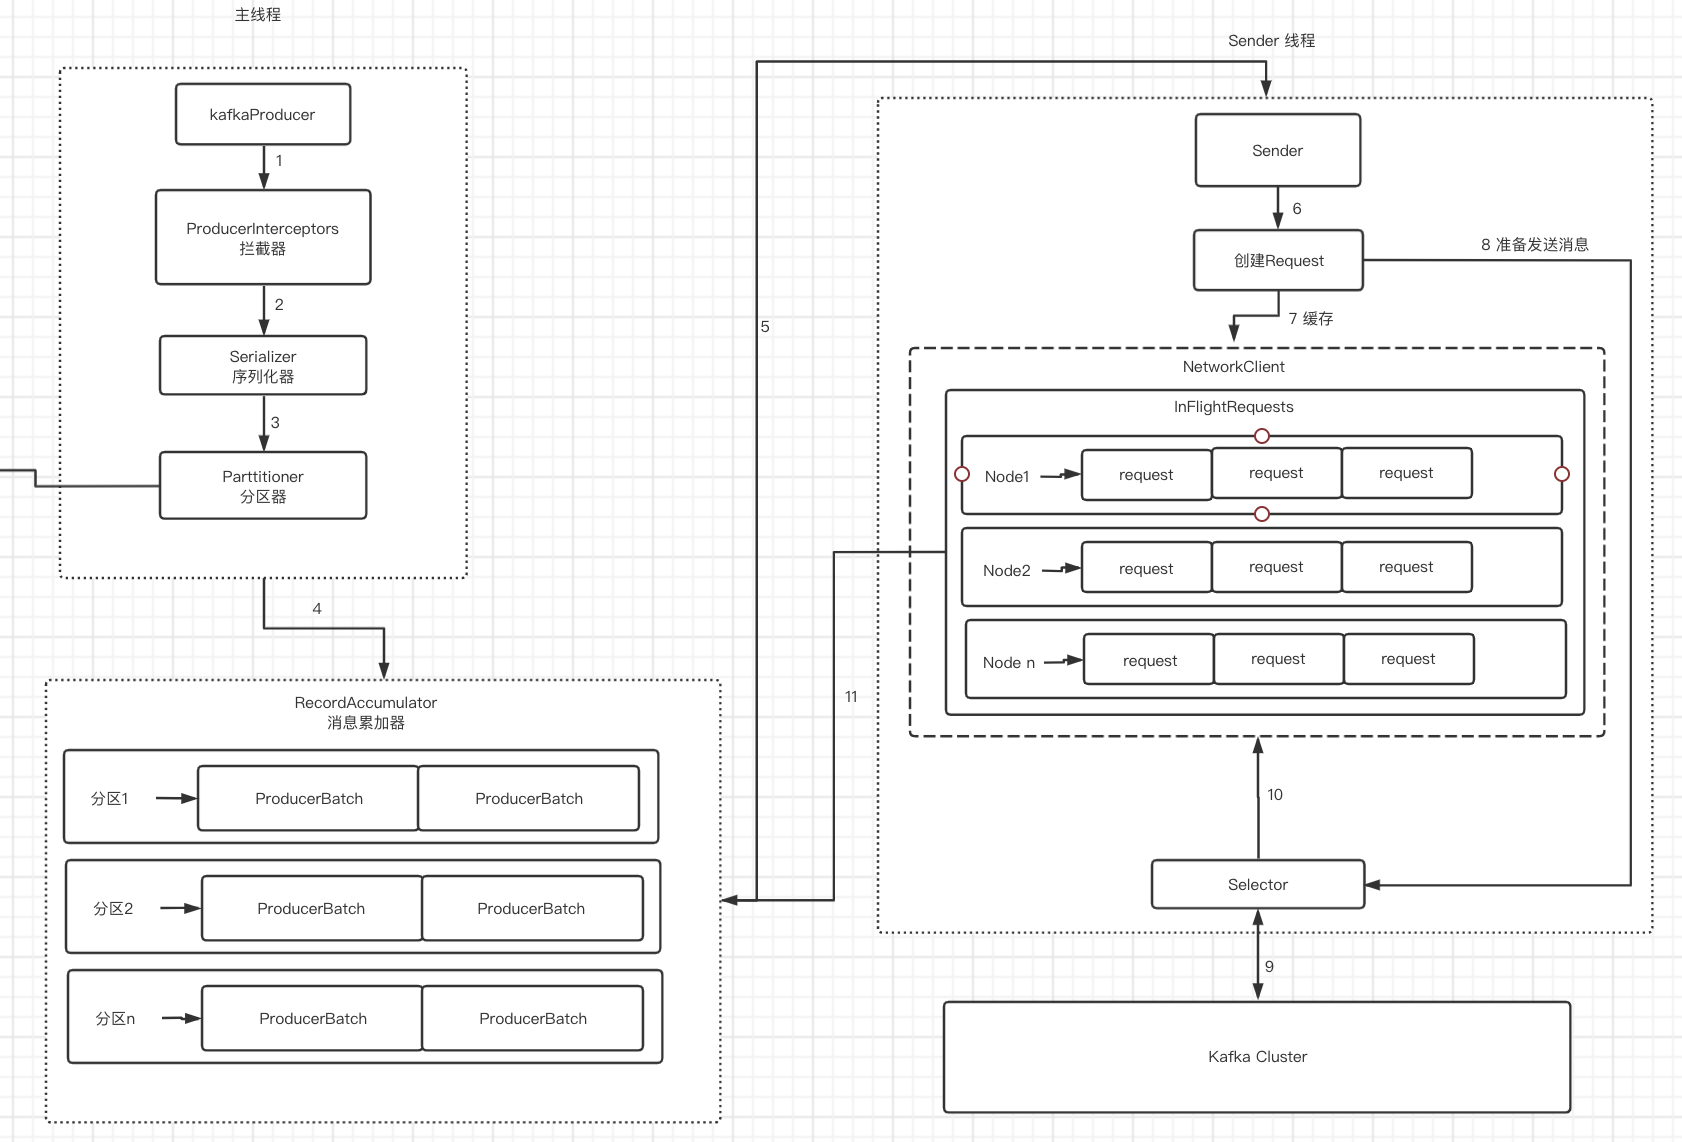 主线程
kafkaProducer
1
ProducerInterceptors
拦截器
2
Serializer
序列化器
3
Parttitioner
分区器
4
RecordAccumulator
消息累加器
分区1
ProducerBatch
ProducerBatch
分区2
ProducerBatch
ProducerBatch
分区n
ProducerBatch
ProducerBatch
5
Sender 线程
Sender
6
创建Request
8 准备发送消息
7 缓存
NetworkClient
InFlightRequests
Node1
request
request
request
Node2
request
request
request
Node n
request
request
request
11
10
Selector
9
Kafka Cluster